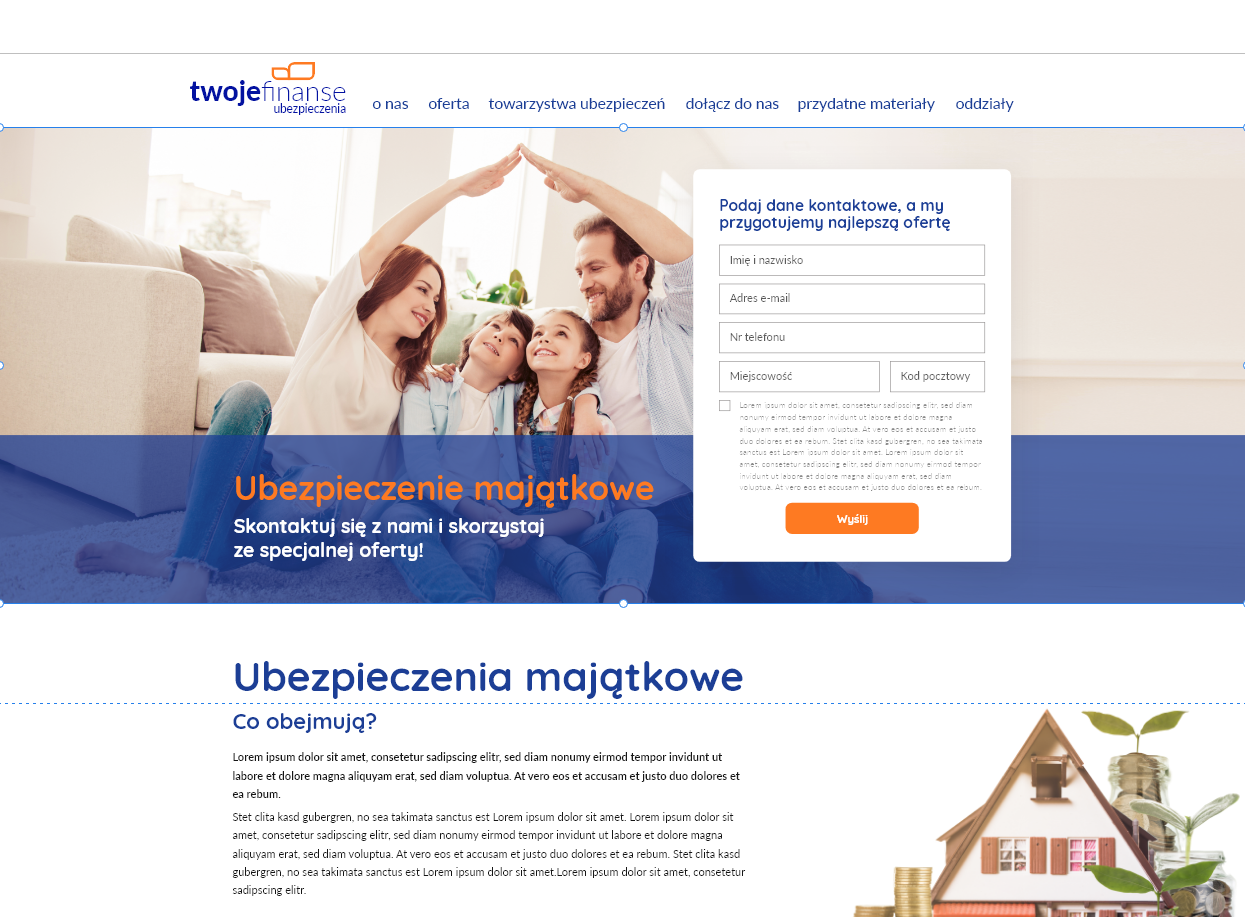 twojefinanse
ubezpieczenia
o nas oferta towarzystwa ubezpieczeń dołącz do nas przydatne materiały oddziały
Podaj dane kontaktowe, a my
przygotujemy najlepszą ofertę
Imię i nazwisko
Adres e-mail
Nr telefonu
Miejscowość Kod pocztowy
Lorem ipsum dolor sit amet, consetetur sadipscing elitr, sed diam
nonumy eirmod tempor invidunt ut labore et dolore magna
aliquyam erat, sed diam voluptua. At vero eos et accusam et justo
duo dolores et ea rebum. Stet clita kasd gubergren, no sea takimata
sanctus est Lorem ipsum dolor sit amet. Lorem ipsum dolor sit
amet, consetetur sadipscing elitr, sed diam nonumy eirmod tempor
invidunt ut labore et dolore magna aliquyam erat, sed diam
voluptua. At vero eos et accusam et justo duo dolores et ea rebum.
Wyślij
Ubezpieczenie majątkowe
Skontaktuj się z nami i skorzystaj
ze specjalnej oferty!
Ubezpieczenia majątkowe
Co obejmują?
Lorem ipsum dolor sit amet, consetetur sadipscing elitr, sed diam nonumy eirmod tempor invidunt ut
labore et dolore magna aliquyam erat, sed diam voluptua. At vero eos et accusam et justo duo dolores et
ea rebum.
Stet clita kasd gubergren, no sea takimata sanctus est Lorem ipsum dolor sit amet. Lorem ipsum dolor sit
amet, consetetur sadipscing elitr, sed diam nonumy eirmod tempor invidunt ut labore et dolore magna
aliquyam erat, sed diam voluptua. At vero eos et accusam et justo duo dolores et ea rebum. Stet clita kasd
gubergren, no sea takimata sanctus est Lorem ipsum dolor sit amet.Lorem ipsum dolor sit amet, consetetur
sadipscing elitr.